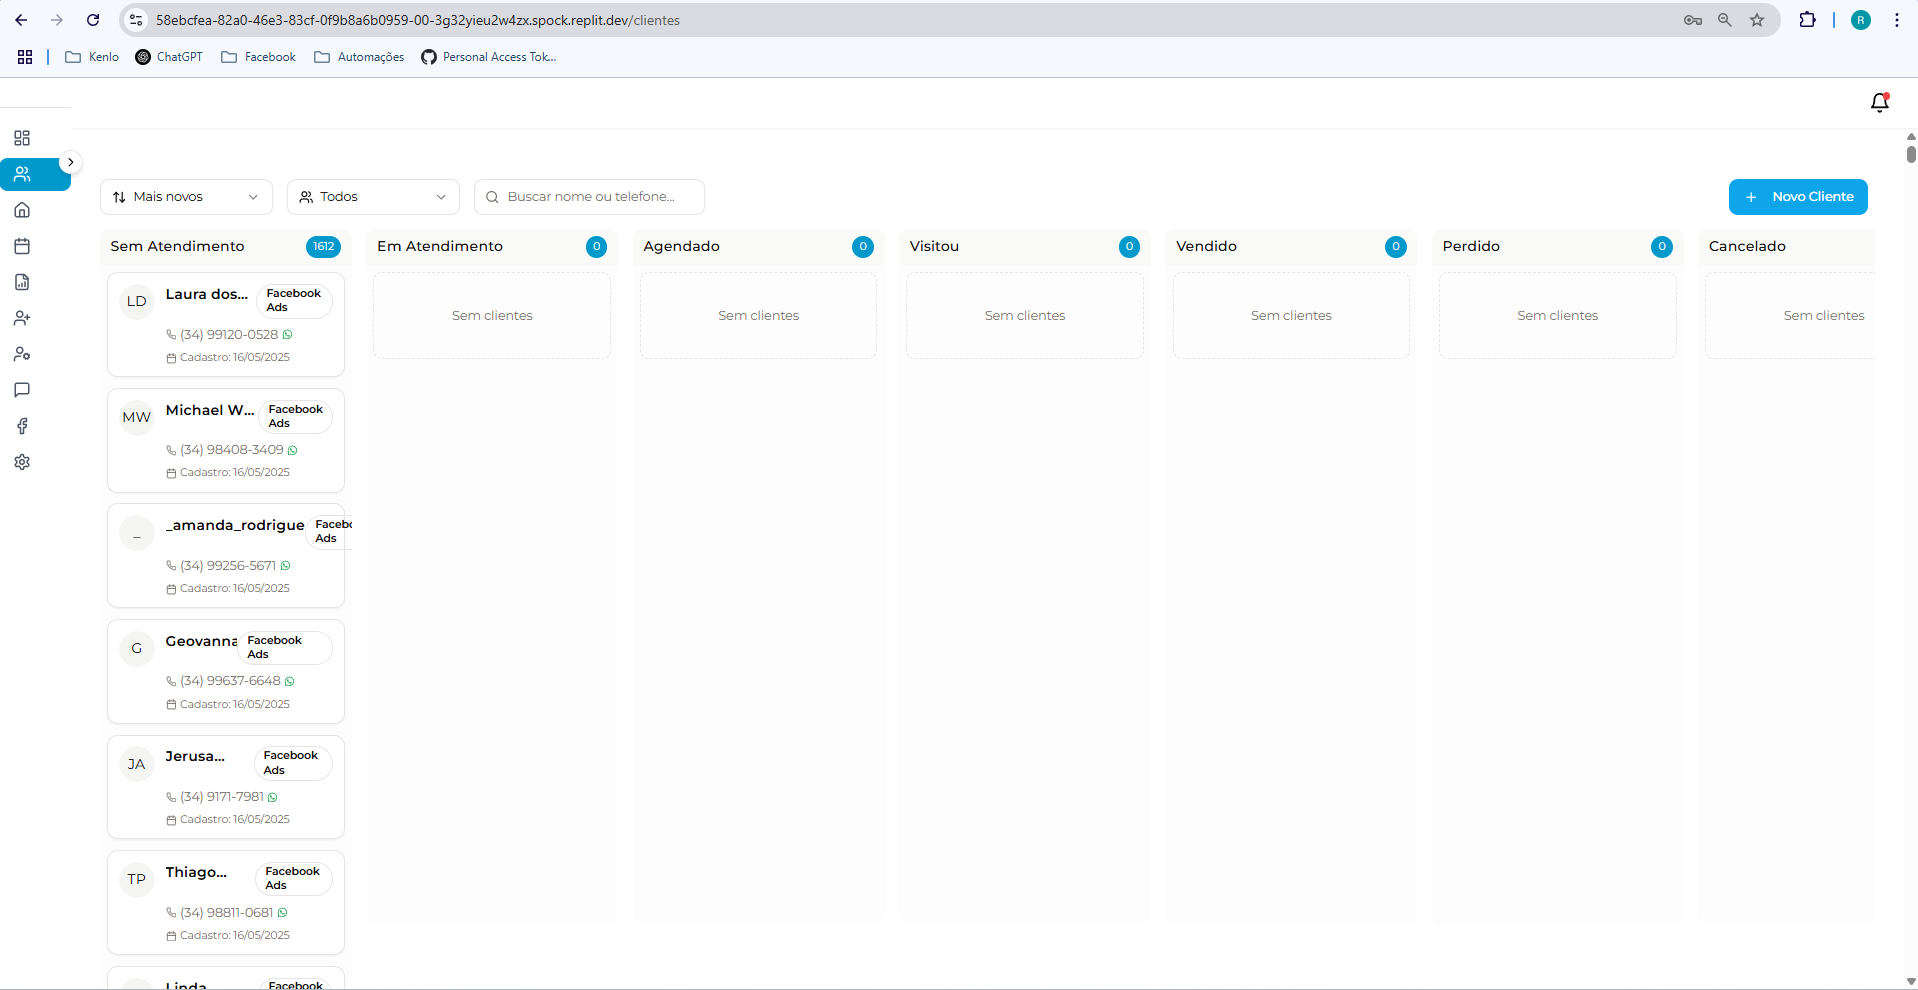 58ebcfea-82a0-46e3-83cf-0f9b8a6b0959-00-3g32yieu2w4zx.spock.replit.dev/clientes
R
Kenlo
ChatGPT
Facebook
Automações
Personal Access Tok...
Mais novos
Todos
Buscar nome ou telefone...
+ Novo Cliente
Sem Atendimento 1612
Em Atendimento 0
Agendado 0
Visitou 0
Vendido 0
Perdido 0
Cancelado
Sem clientes
Sem clientes
Sem clientes
Sem clientes
Sem clientes
Sem clientes
LD
Laura dos...
Facebook
Ads
(34) 99120-0528
Cadastro: 16/05/2025
MW
Michael W...
Facebook
Ads
(34) 98408-3409
Cadastro: 16/05/2025
_
_amanda_rodrigue
Facebo
Ads
(34) 99256-5671
Cadastro: 16/05/2025
G
Geovanna
Facebook
Ads
(34) 99637-6648
Cadastro: 16/05/2025
JA
Jerusa...
Facebook
Ads
(34) 9171-7981
Cadastro: 16/05/2025
TP
Thiago...
Facebook
Ads
(34) 98811-0681
Cadastro: 16/05/2025
Linda
Facebook